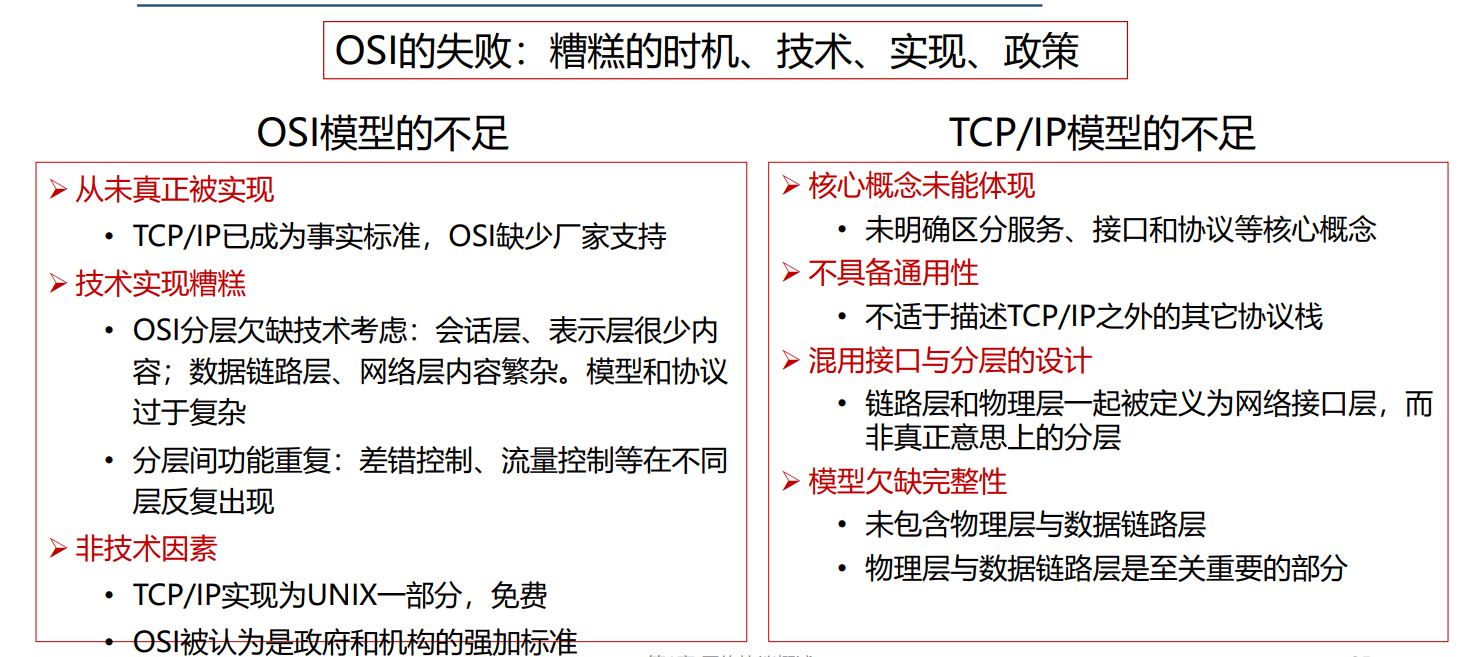 OSI的失败：糟糕的时机、技术、实现、政策
OSI模型的不足
从未真正被实现
• TCP/IP已成为事实标准，OSI缺少厂家支持
技术实现糟糕
• OSI分层欠缺技术考虑：会话层、表示层很少内
容；数据链路层、网络层内容繁杂。模型和协议
过于复杂
• 分层间功能重复：差错控制、流量控制等在不同
层反复出现
非技术因素
• TCP/IP实现为UNIX一部分，免费
• OSI被认为是政府和机构的强加标准
TCP/IP模型的不足
核心概念未能体现
• 未明确区分服务、接口和协议等核心概念
不具备通用性
• 不适于描述TCP/IP之外的其它协议栈
混用接口与分层的设计
• 链路层和物理层一起被定义为网络接口层，而
非真正意思上的分层
模型欠缺完整性
• 未包含物理层与数据链路层
• 物理层与数据链路层是至关重要的部分